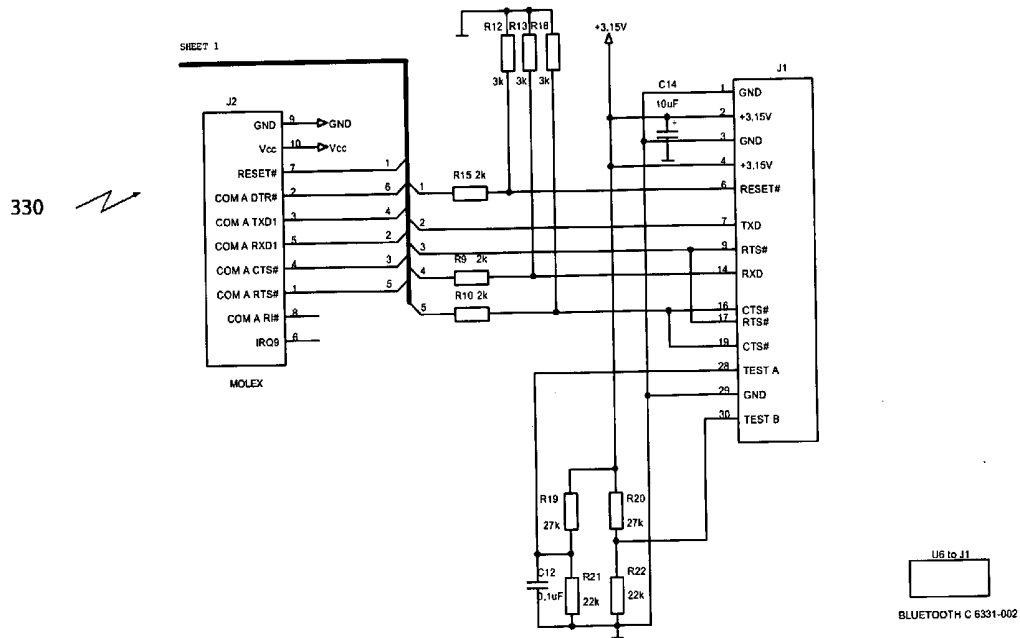 SHEET 1
R12 R13 R18
3k 3k 3k
+3,15V
J1
C14
10uF
+
1 GND
2 +3,15V
3 GND
4 +3,15V
6 RESET#
7 TXD
9 RTS#
14 RXD
16 CTS#
17 RTS#
19 CTS#
28 TEST A
29 GND
30 TEST B
J2
GND 9 GND
Vcc 10 Vcc
RESET# 7 1
COM A DTR# 2 6
COM A TXD1 3 4
COM A RXD1 5 2
COM A CTS# 4 3
COM A RTS# 1 5
COM A RI# 8
IRQ9 6
MOLEX
330
1 R15 2k
2
3
4 R9 2k
5 R10 2k
R19
27k
R20
27k
C12
0,1uF
R21
22k
R22
22k
U6 to J1
BLUETOOTH C 6331-002